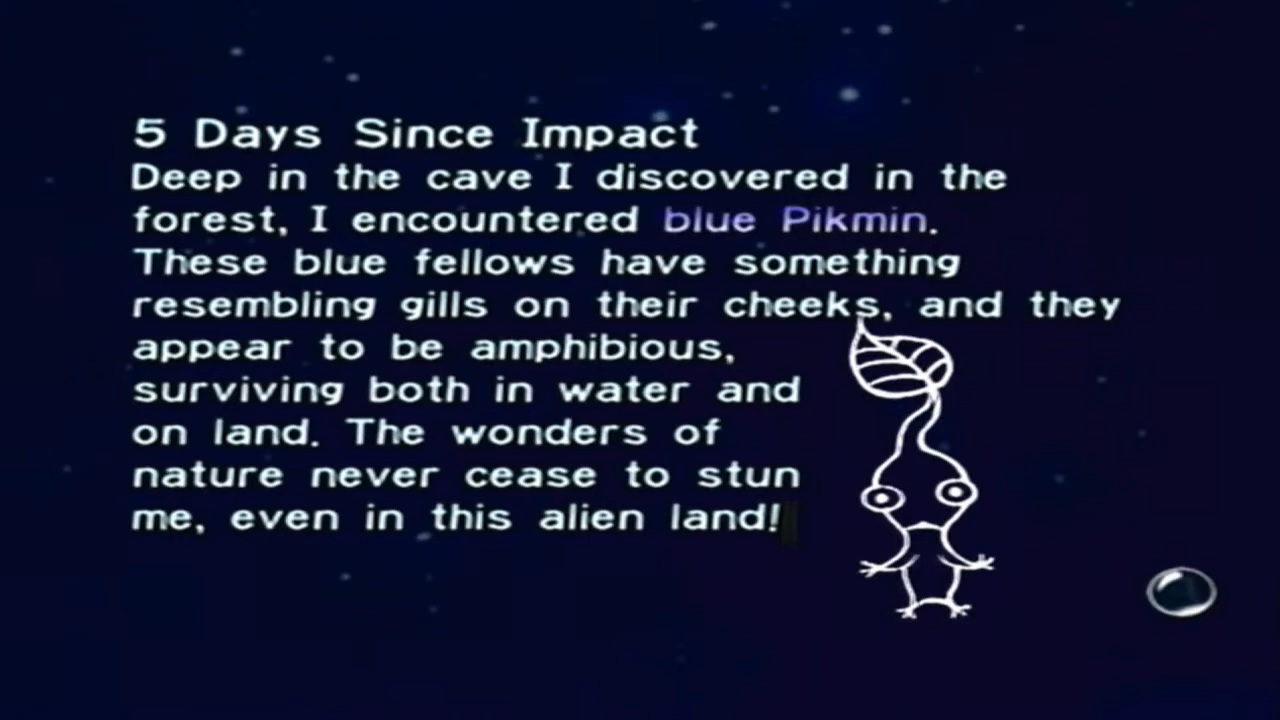 5 Days Since Impact
Deep in the cave I discovered in the
forest, I encountered blue Pikmin.
These blue fellows have something
resembling gills on their cheeks, and they
appear to be amphibious,
surviving both in water and
on land. The wonders of
nature never cease to stun
me, even in this alien land!